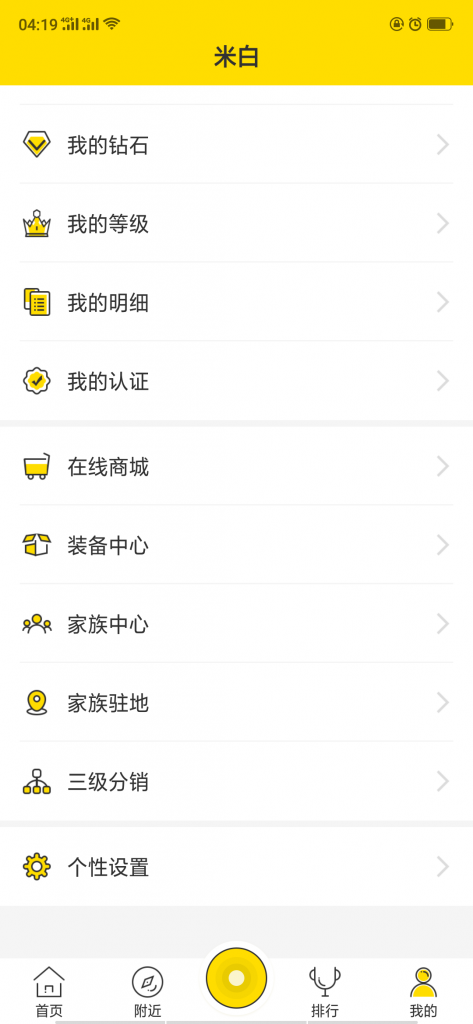 04:19 4G+ 4G
米白
我的钻石
我的等级
我的明细
我的认证
在线商城
装备中心
家族中心
家族驻地
三级分销
个性设置
首页 附近 排行 我的